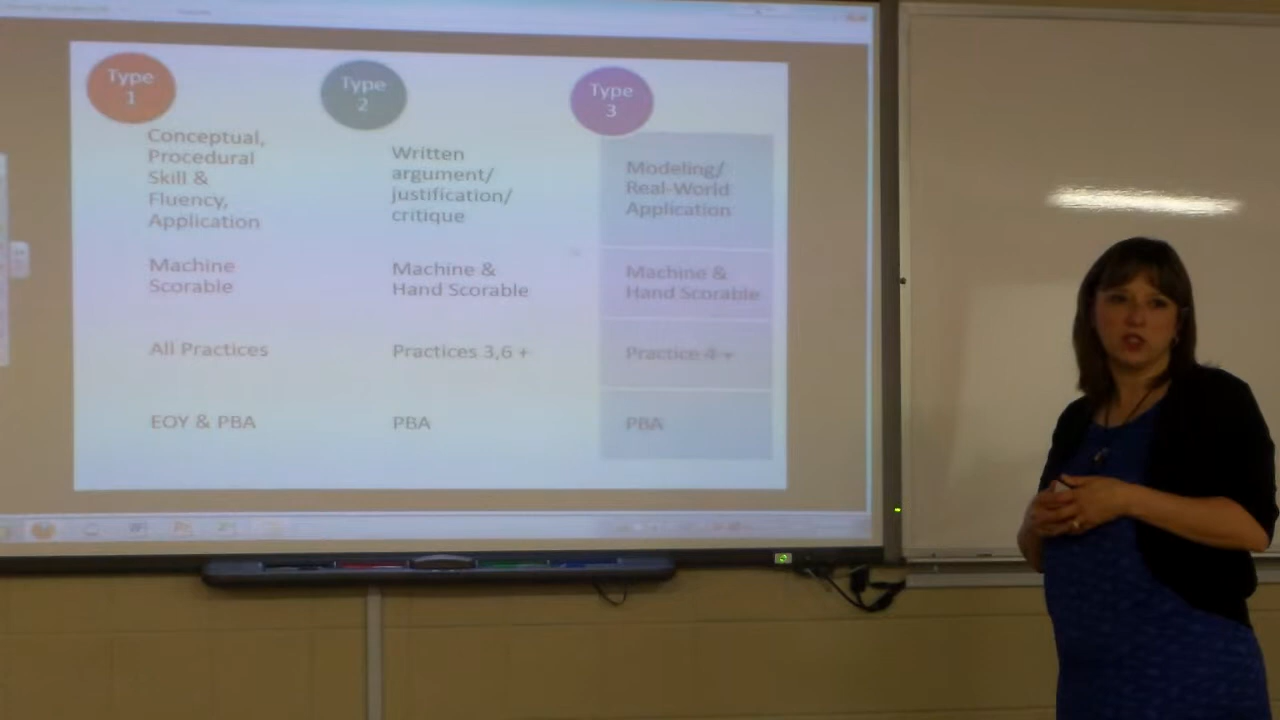 Type
1
Type
2
Type
3
Conceptual,
Procedural
Skill &
Fluency,
Application
Written
argument/
justification/
critique
Modeling/
Real-World
Application
Machine
Scorable
Machine &
Hand Scorable
Machine &
Hand Scorable
All Practices
Practices 3,6 +
Practice 4 +
EOY & PBA
PBA
PBA